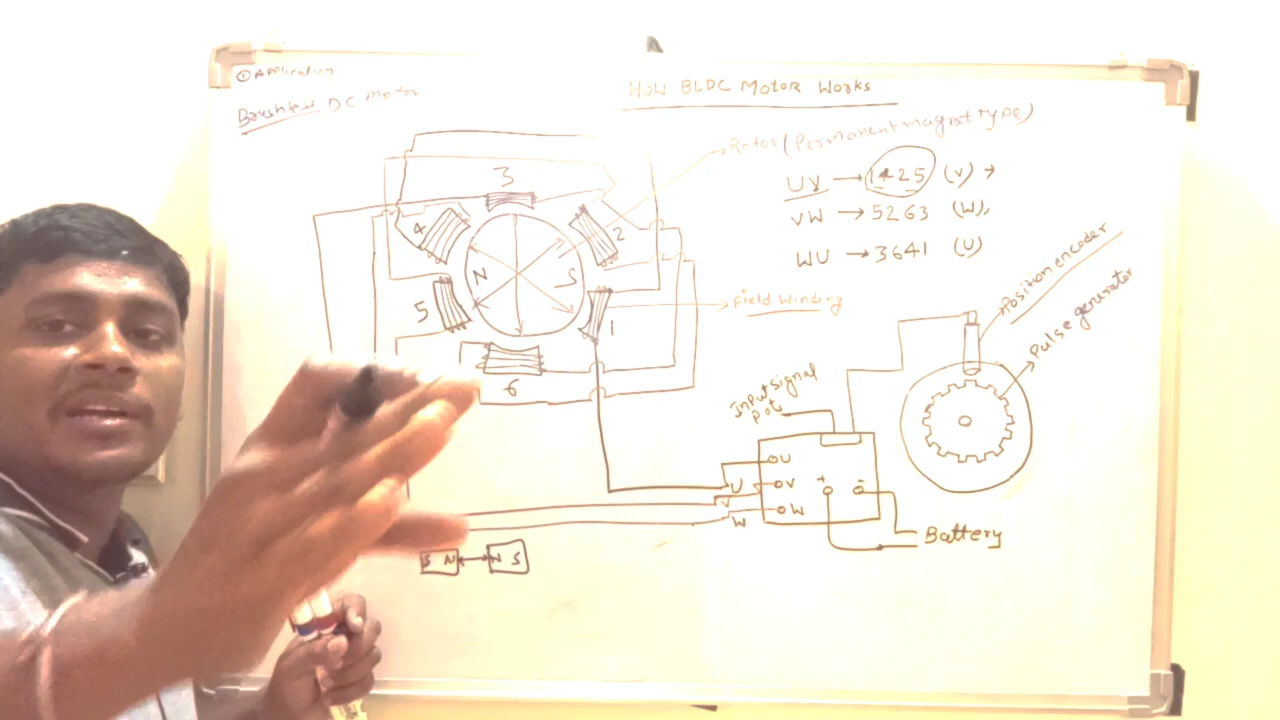 ① Application
Brushless DC Motor
How BLDC Motor Works
Rotor (Permanent magnet type)
UV → 1425 (V) →
VW → 5263 (W),
WU → 3641 (U)
3
4
2
N
S
5
1
6
Field Winding
Position encoder
Pulse generator
Input signal
Pot
U
V
W
+
-
U
V
W
Battery
S N
N S